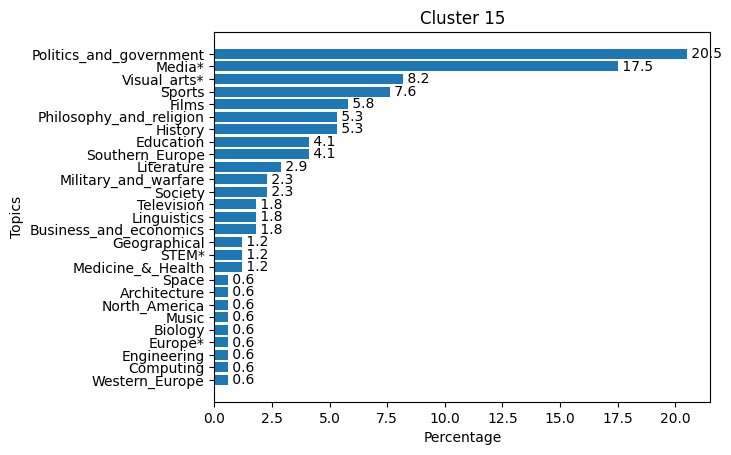 Cluster 15
Politics_and_government 20.5
Media* 17.5
Visual_arts* 8.2
Sports 7.6
Films 5.8
Philosophy_and_religion 5.3
History 5.3
Education 4.1
Southern_Europe 4.1
Literature 2.9
Military_and_warfare 2.3
Society 2.3
Television 1.8
Linguistics 1.8
Business_and_economics 1.8
Geographical 1.2
STEM* 1.2
Medicine_&_Health 1.2
Space 0.6
Architecture 0.6
North_America 0.6
Music 0.6
Biology 0.6
Europe* 0.6
Engineering 0.6
Computing 0.6
Western_Europe 0.6
Topics
0.0 2.5 5.0 7.5 10.0 12.5 15.0 17.5 20.0
Percentage